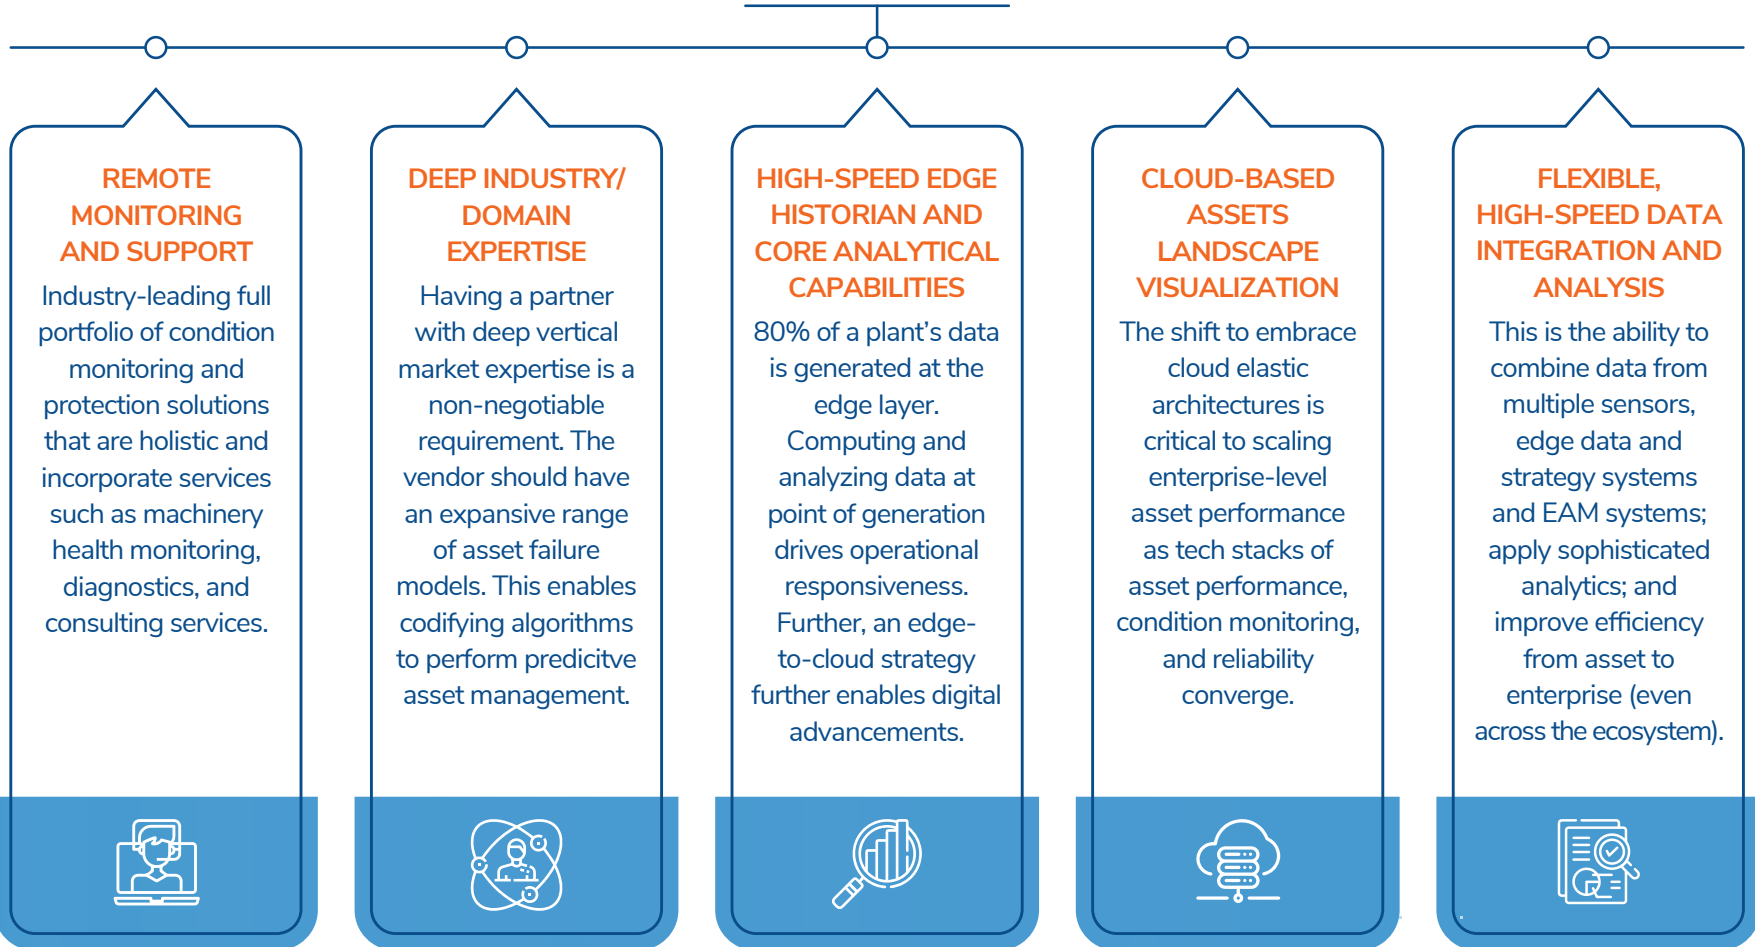 REMOTE
MONITORING
AND SUPPORT
Industry-leading full
portfolio of condition
monitoring and
protection solutions
that are holistic and
incorporate services
such as machinery
health monitoring,
diagnostics, and
consulting services.
DEEP INDUSTRY/
DOMAIN
EXPERTISE
Having a partner
with deep vertical
market expertise is a
non-negotiable
requirement. The
vendor should have
an expansive range
of asset failure
models. This enables
codifying algorithms
to perform predicitve
asset management.
HIGH-SPEED EDGE
HISTORIAN AND
CORE ANALYTICAL
CAPABILITIES
80% of a plant’s data
is generated at the
edge layer.
Computing and
analyzing data at
point of generation
drives operational
responsiveness.
Further, an edge-
to-cloud strategy
further enables digital
advancements.
CLOUD-BASED
ASSETS
LANDSCAPE
VISUALIZATION
The shift to embrace
cloud elastic
architectures is
critical to scaling
enterprise-level
asset performance
as tech stacks of
asset performance,
condition monitoring,
and reliability
converge.
FLEXIBLE,
HIGH-SPEED DATA
INTEGRATION AND
ANALYSIS
This is the ability to
combine data from
multiple sensors,
edge data and
strategy systems
and EAM systems;
apply sophisticated
analytics; and
improve efficiency
from asset to
enterprise (even
across the ecosystem).